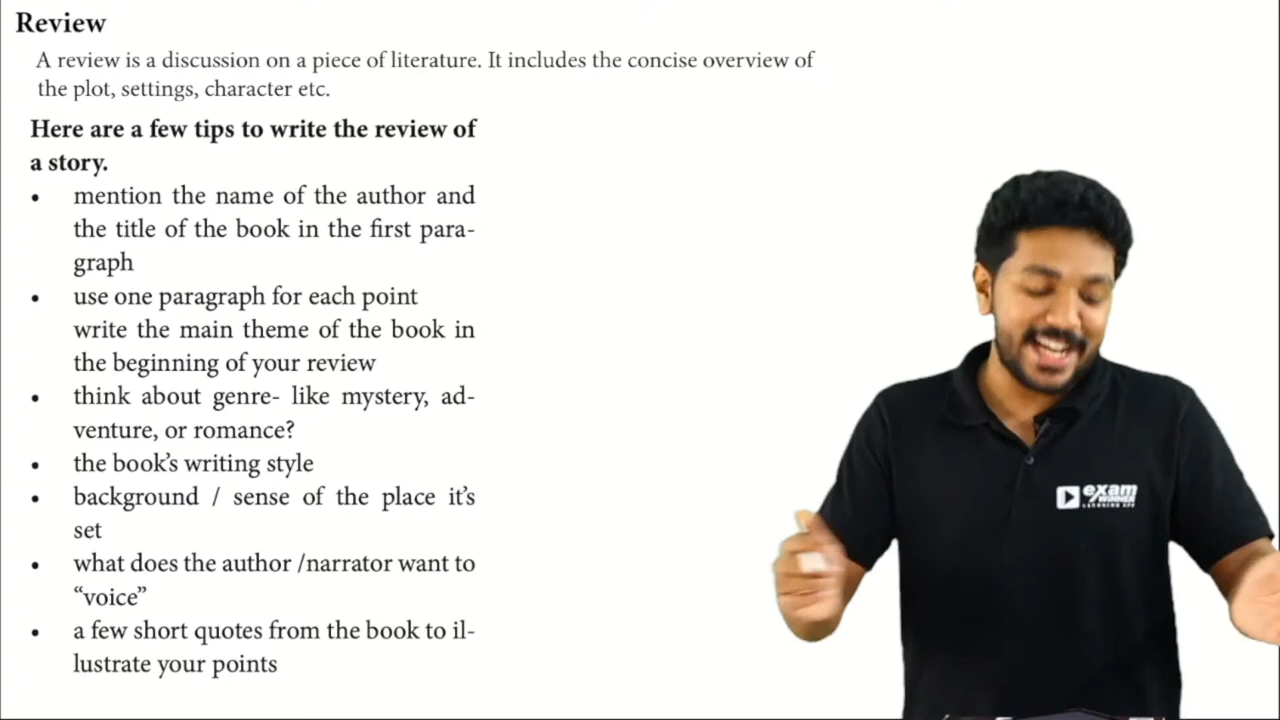 Review
A review is a discussion on a piece of literature. It includes the concise overview of
the plot, settings, character etc.
Here are a few tips to write the review of
a story.
• mention the name of the author and
the title of the book in the first para-
graph
• use one paragraph for each point
write the main theme of the book in
the beginning of your review
• think about genre- like mystery, ad-
venture, or romance?
• the book's writing style
• background / sense of the place it's
set
• what does the author /narrator want to
“voice”
• a few short quotes from the book to il-
lustrate your points
exam
WINNER
LEARNING APP